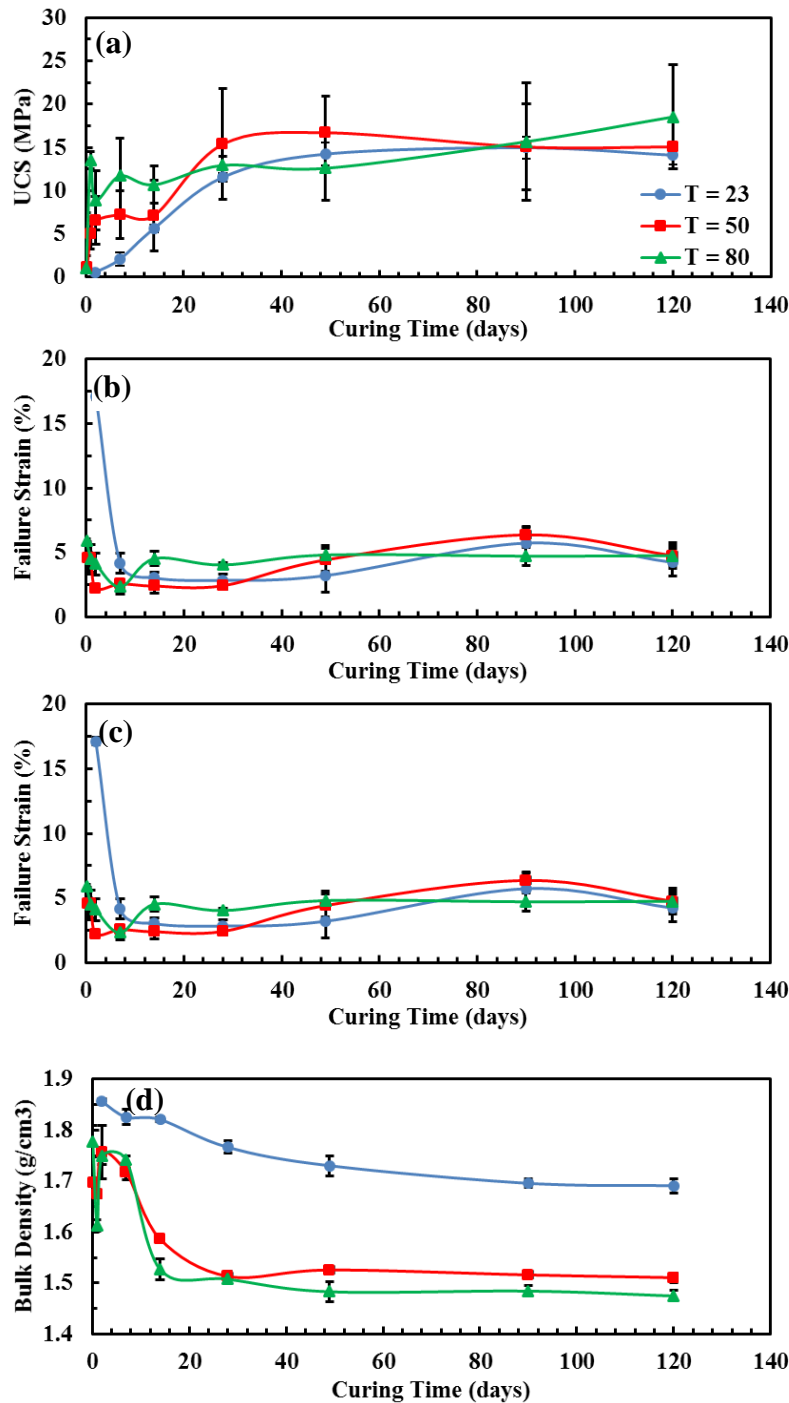 (a)
UCS (MPa)
30
25
20
15
10
5
0
T = 23
T = 50
T = 80
0 20 40 60 80 100 120 140
Curing Time (days)
(b)
Failure Strain (%)
20
15
10
5
0
0 20 40 60 80 100 120 140
Curing Time (days)
(c)
Failure Strain (%)
20
15
10
5
0
0 20 40 60 80 100 120 140
Curing Time (days)
(d)
Bulk Density (g/cm3)
1.9
1.8
1.7
1.6
1.5
1.4
0 20 40 60 80 100 120 140
Curing Time (days)